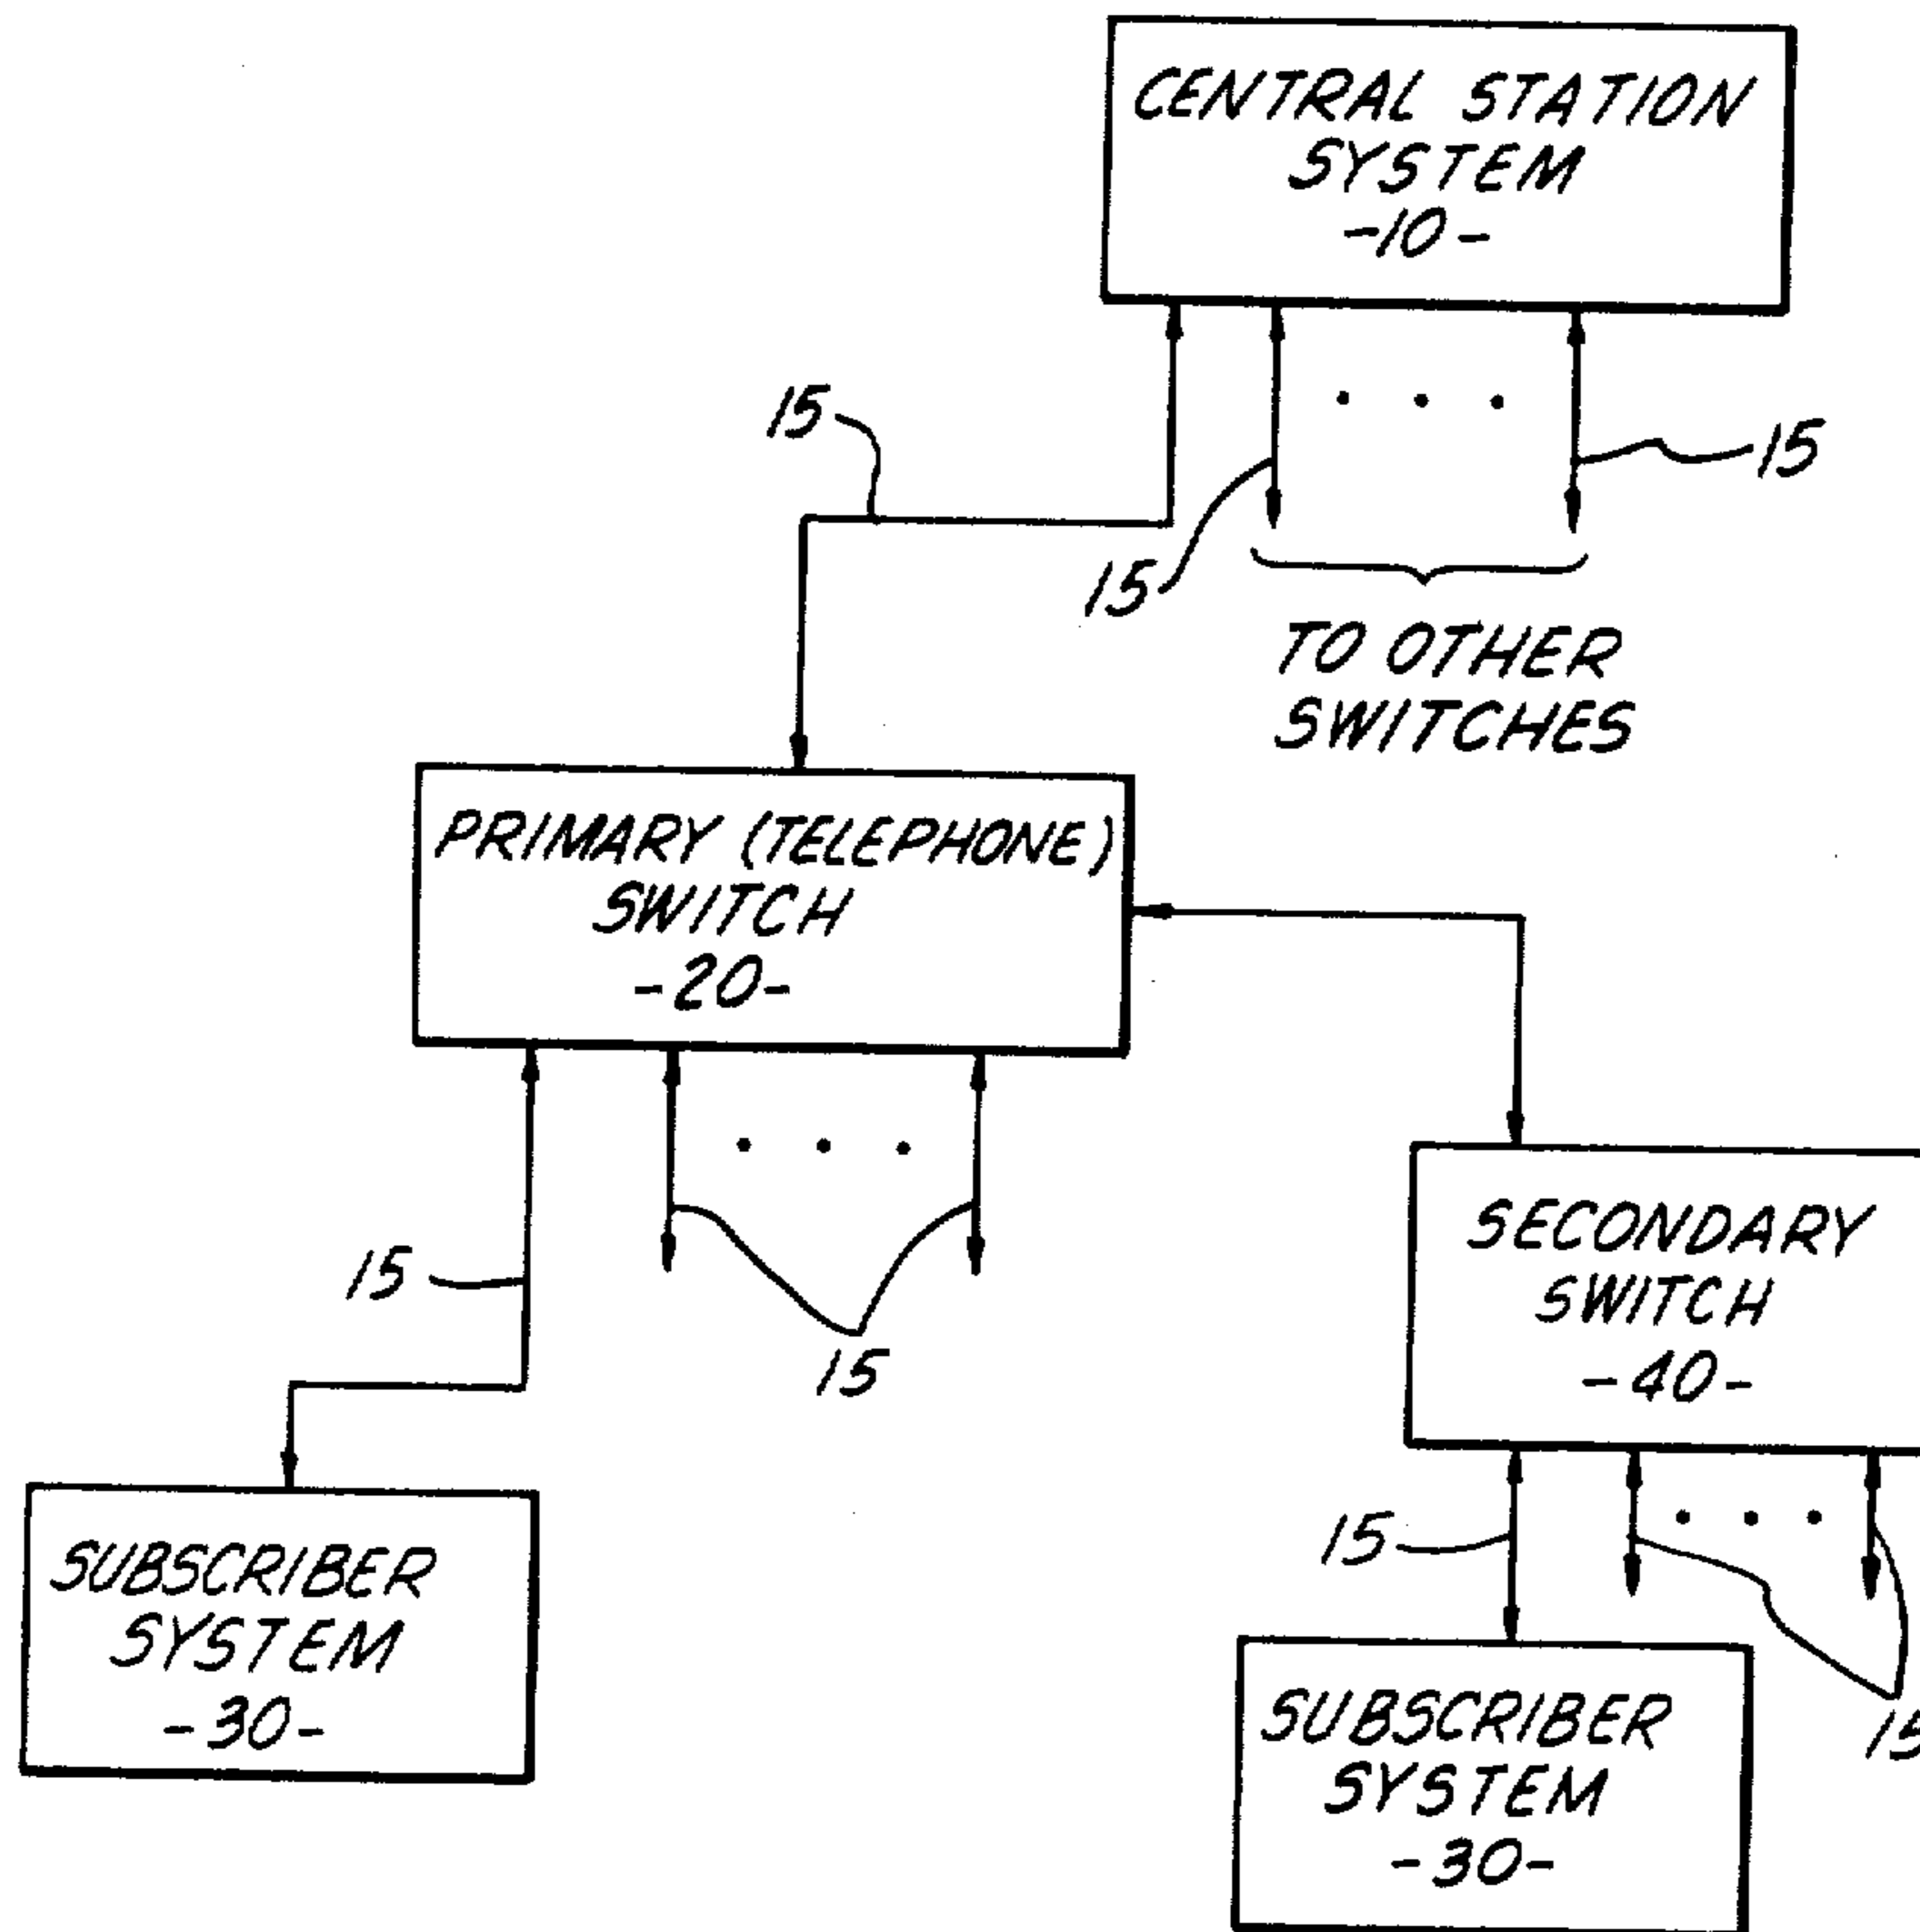 CENTRAL STATION
SYSTEM
-10-
15
15
15
TO OTHER
SWITCHES
PRIMARY (TELEPHONE)
SWITCH
-20-
SECONDARY
SWITCH
-40-
15
15
SUBSCRIBER
SYSTEM
-30-
15
SUBSCRIBER
SYSTEM
-30-
15